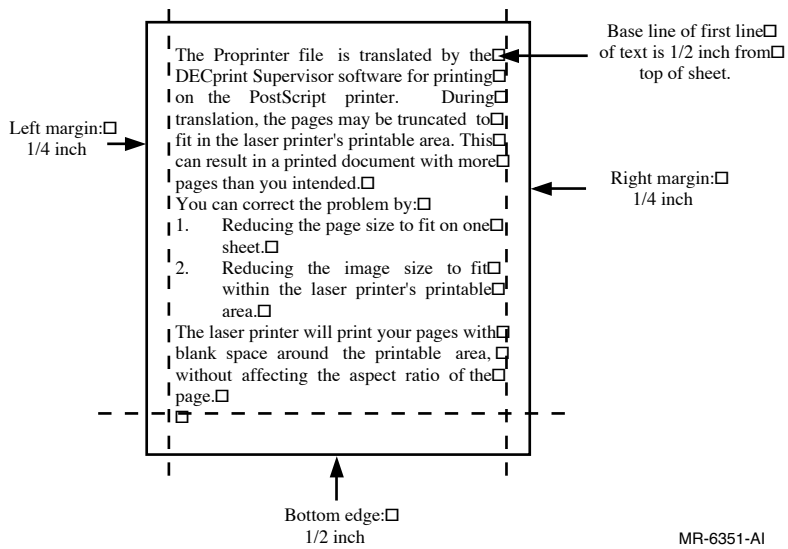 The Proprinter file is translated by the□
DECprint Supervisor software for printing□
on the PostScript printer. During□
translation, the pages may be truncated to□
fit in the laser printer's printable area. This□
can result in a printed document with more□
pages than you intended.□
You can correct the problem by:□
1. Reducing the page size to fit on one□
sheet.□
2. Reducing the image size to fit□
within the laser printer's printable□
area.□
The laser printer will print your pages with□
blank space around the printable area, □
without affecting the aspect ratio of the□
page.□
□
Base line of first line□
of text is 1/2 inch from□
top of sheet.
Left margin:□
1/4 inch
Right margin:□
1/4 inch
Bottom edge:□
1/2 inch
MR-6351-AI